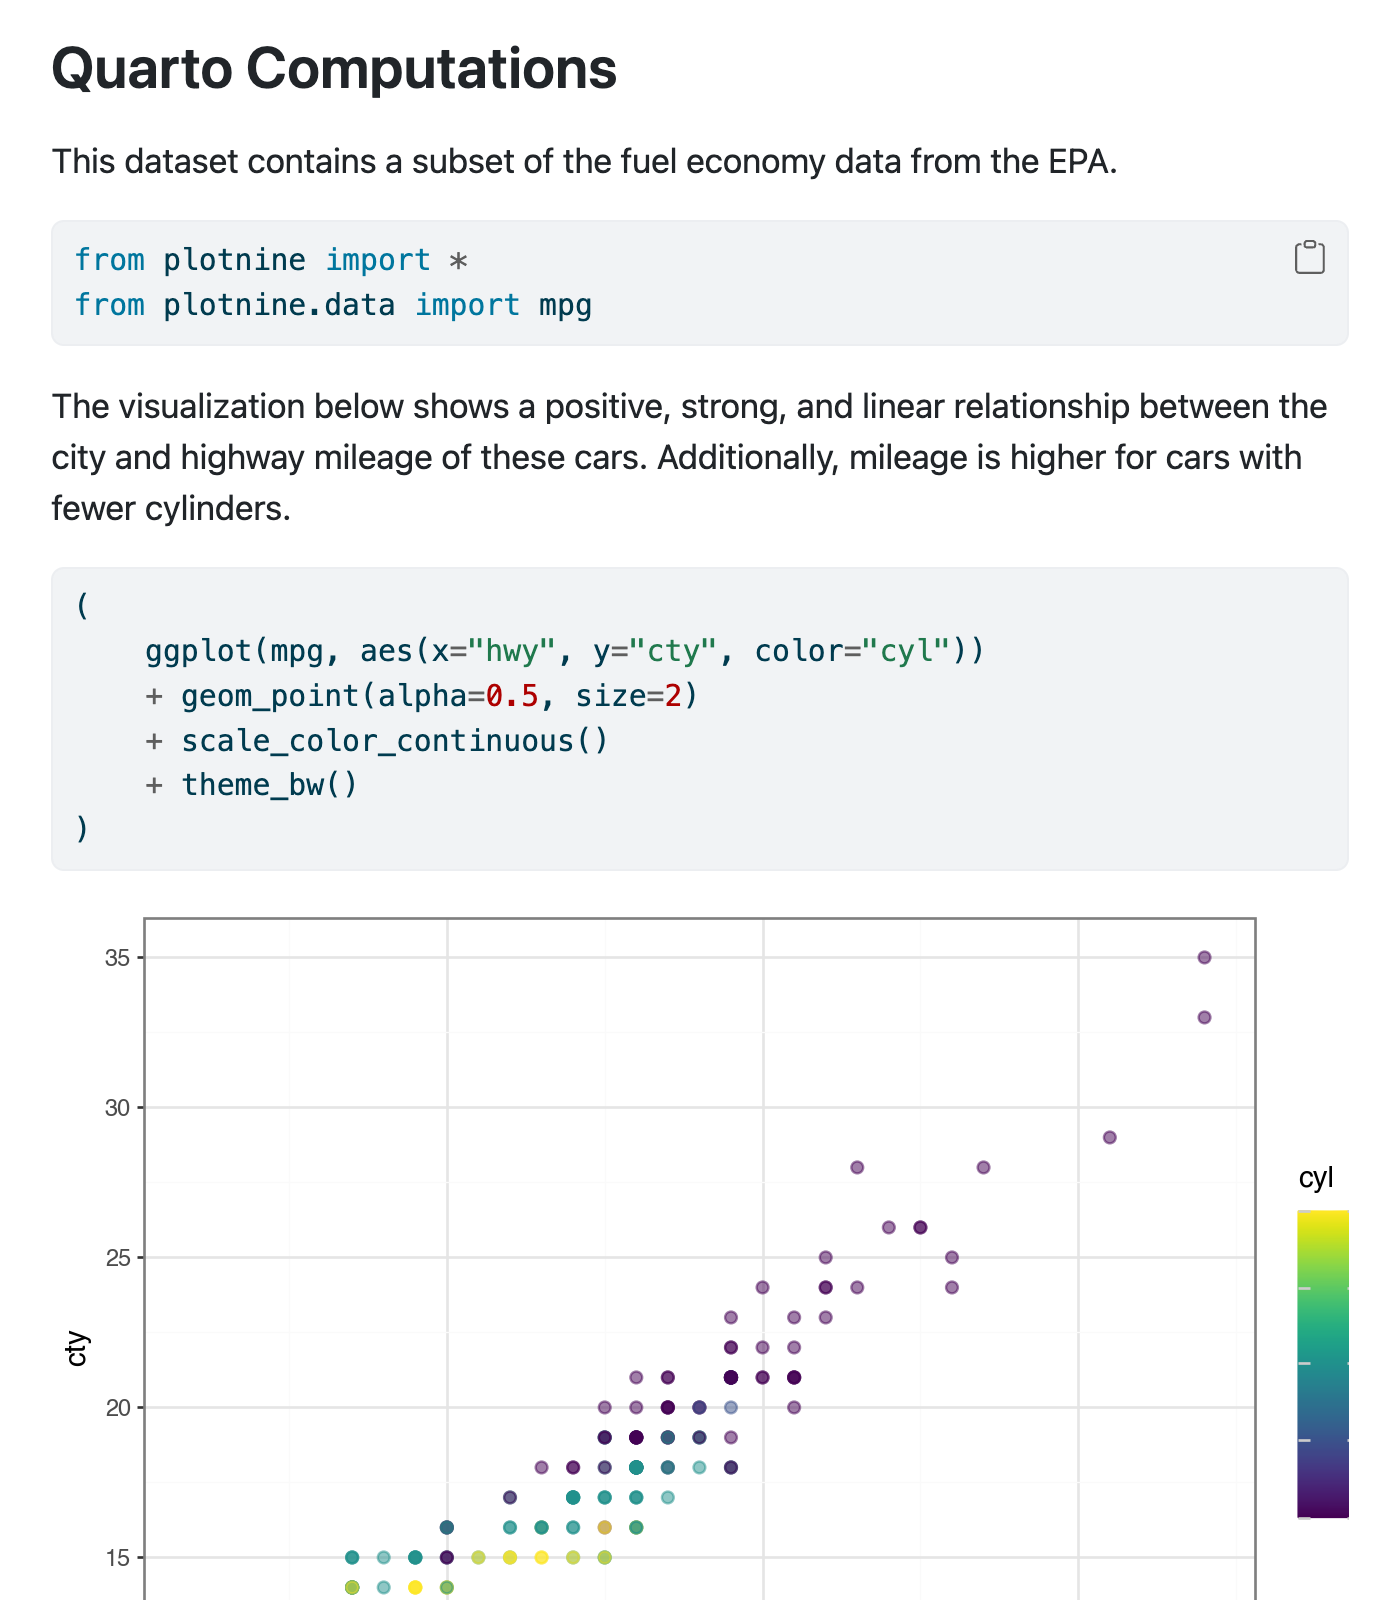 Quarto Computations
This dataset contains a subset of the fuel economy data from the EPA.
from plotnine import *
from plotnine.data import mpg
The visualization below shows a positive, strong, and linear relationship between the
city and highway mileage of these cars. Additionally, mileage is higher for cars with
fewer cylinders.
(
    ggplot(mpg, aes(x="hwy", y="cty", color="cyl"))
    + geom_point(alpha=0.5, size=2)
    + scale_color_continuous()
    + theme_bw()
)
35
30
25
20
15
cty
cyl